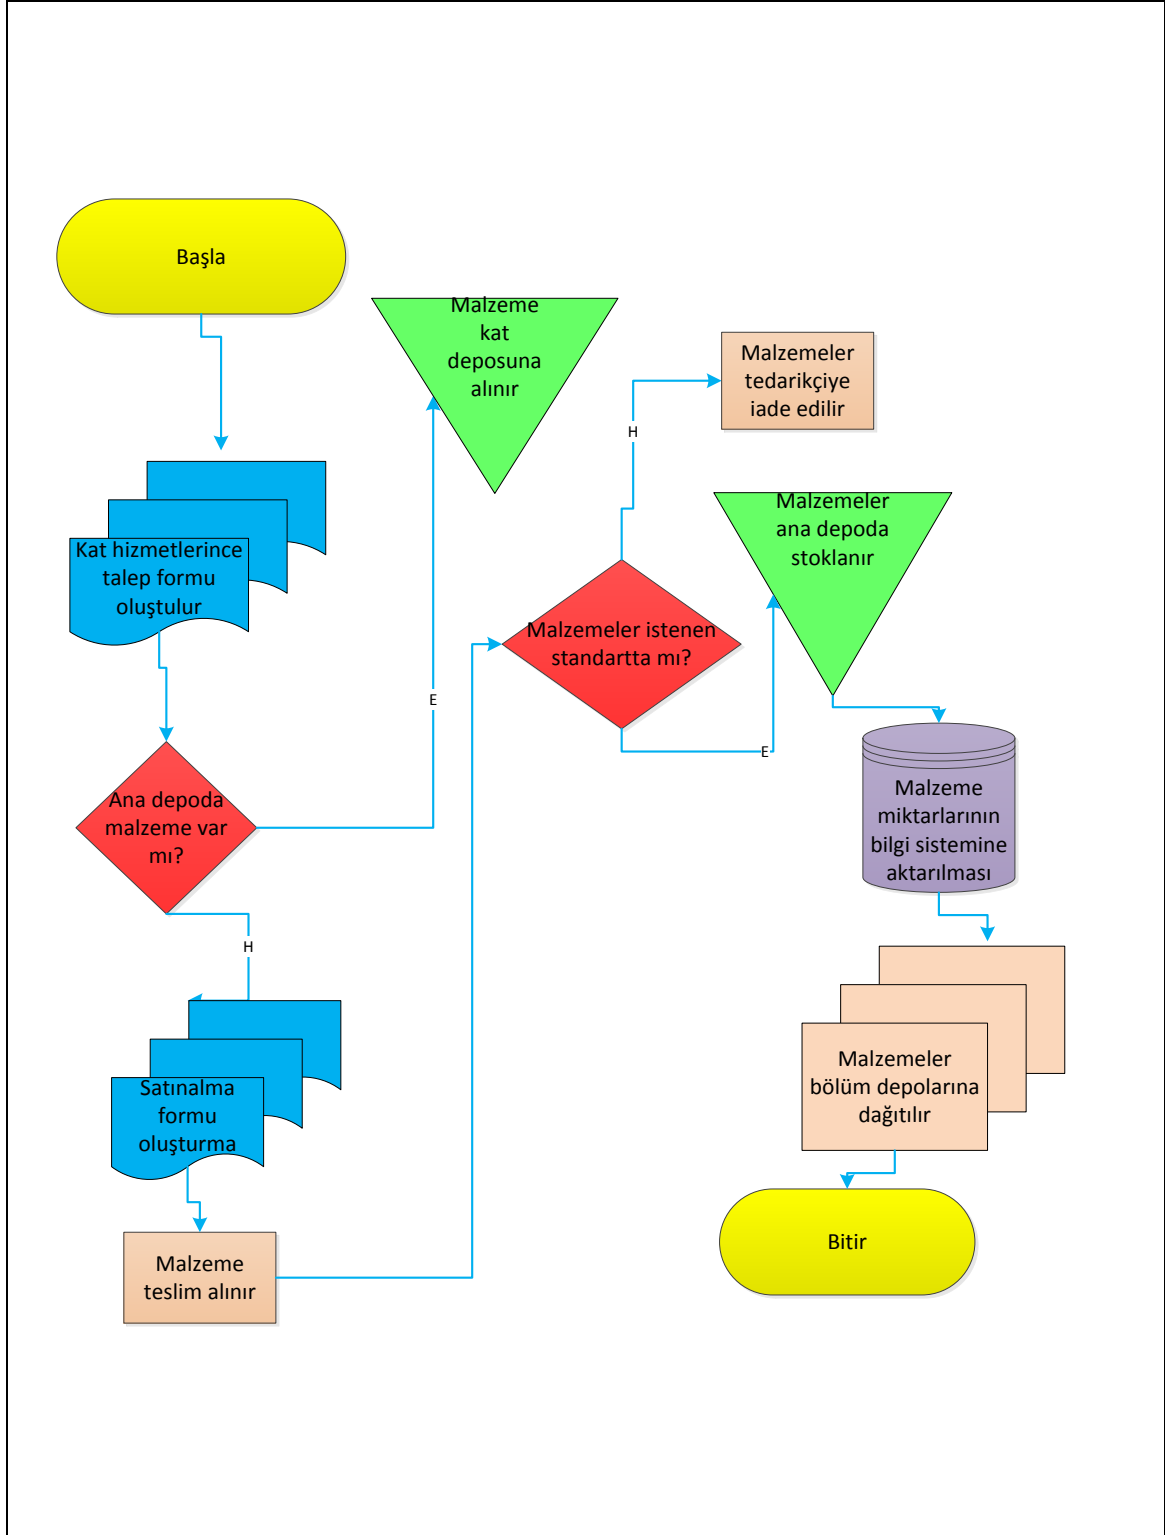 Başla
Malzeme
kat
deposuna
alınır
Malzemeler
tedarikçiye
iade edilir
H
Kat hizmetlerince
talep formu
oluştulur
Malzemeler
ana depoda
stoklanır
Malzemeler istenen
standartta mı?
E
E
Ana depoda
malzeme var
mı?
Malzeme
miktarlarının
bilgi sistemine
aktarılması
H
Satınalma
formu
oluşturma
Malzemeler
bölüm depolarına
dağıtılır
Malzeme
teslim alınır
Bitir